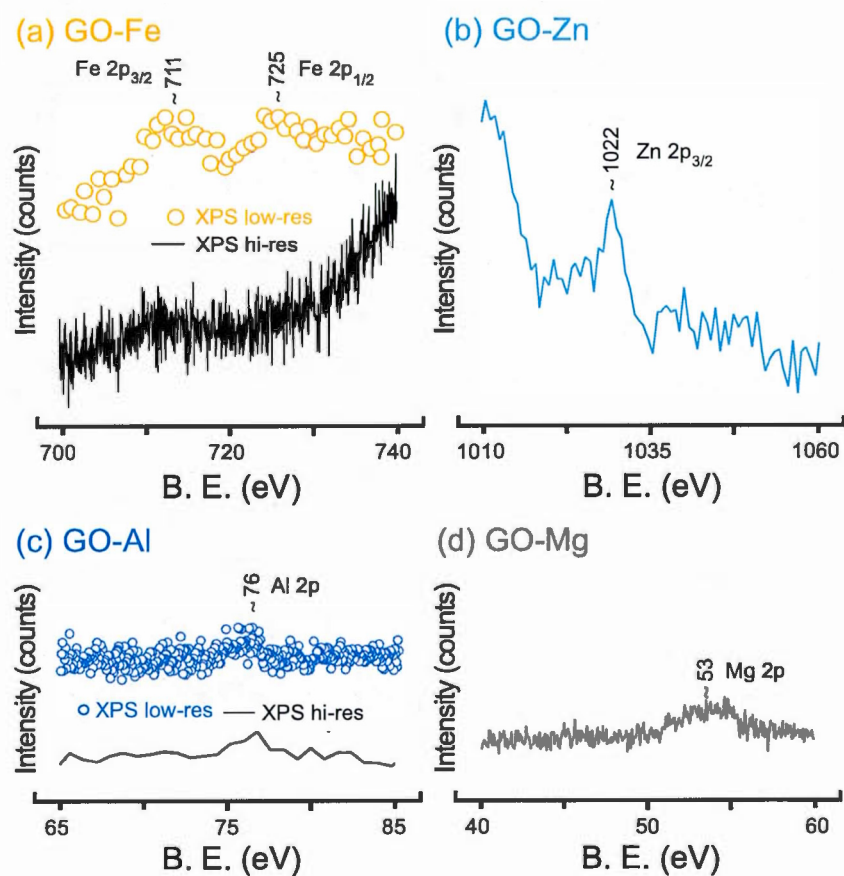 (a) GO-Fe
Fe 2p3/2
~ 711
~ 725
Fe 2p1/2
XPS low-res
XPS hi-res
Intensity (counts)
700
720
740
B. E. (eV)
(b) GO-Zn
~ 1022
Zn 2p3/2
Intensity (counts)
1010
1035
1060
B. E. (eV)
(c) GO-Al
~ 76
Al 2p
XPS low-res
XPS hi-res
Intensity (counts)
65
75
85
B. E. (eV)
(d) GO-Mg
~ 53
Mg 2p
Intensity (counts)
40
50
60
B. E. (eV)